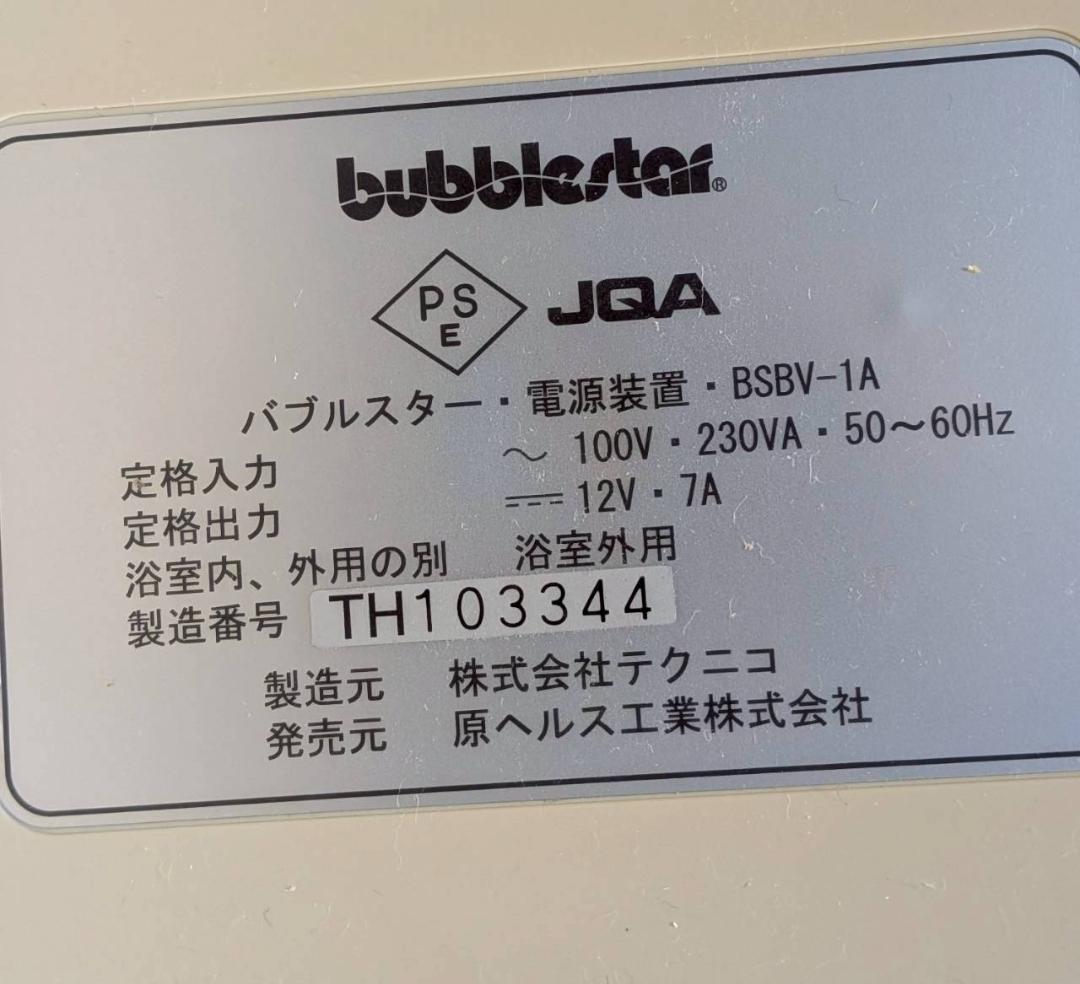 bubblestar®
PSE JQA
バブルスター・電源装置・BSBV-1A
定格入力 ～ 100V・230VA・50～60Hz
定格出力 ⎓ 12V・7A
浴室内、外用の別 浴室外用
製造番号 TH103344
製造元 株式会社テクニコ
発売元 原ヘルス工業株式会社